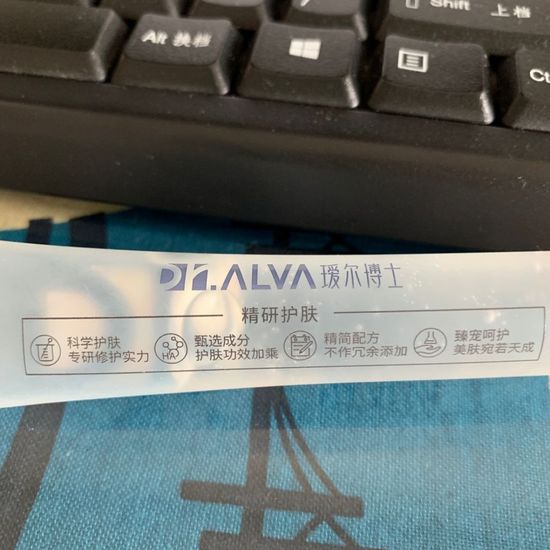 Shift 上档
Alt 换档
Ct
Dr.ALVA 瑷尔博士
精研护肤
科学护肤
专研修护实力
HA
甄选成分
护肤功效加乘
精简配方
不作冗余添加
臻宠呵护
美肤宛若天成